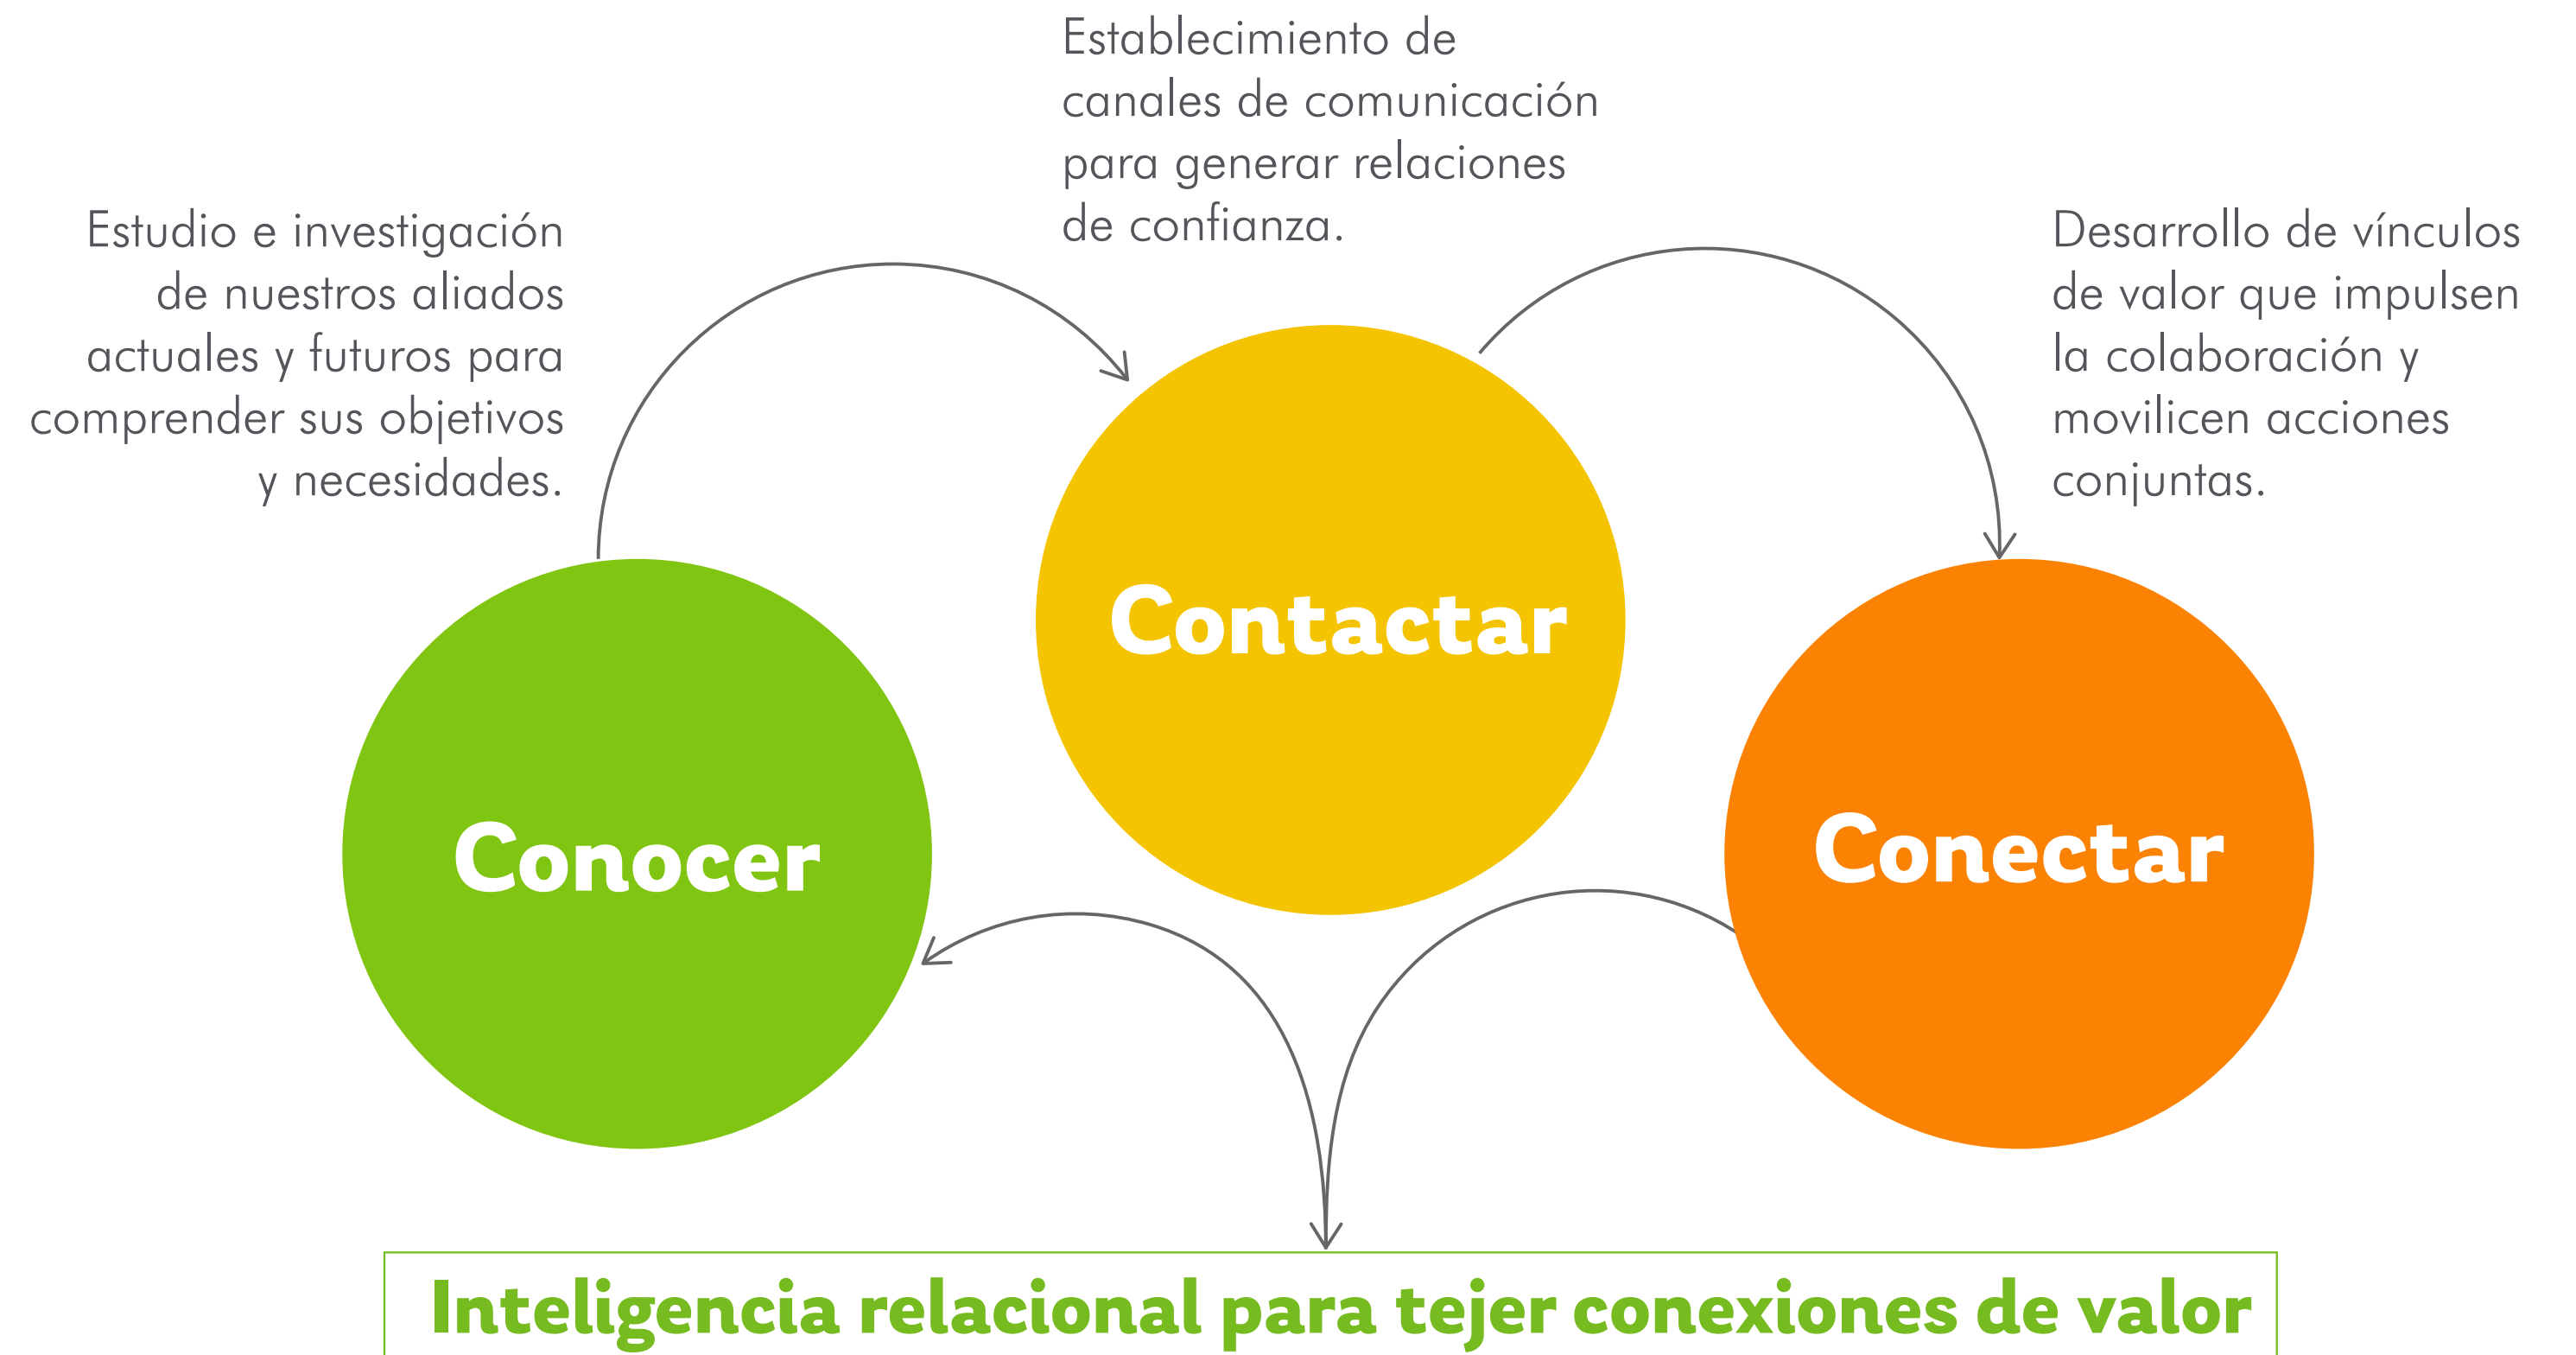 Establecimiento de
canales de comunicación
para generar relaciones
de confianza.
Estudio e investigación
de nuestros aliados
actuales y futuros para
comprender sus objetivos
y necesidades.
Desarrollo de vínculos
de valor que impulsen
la colaboración y
movilicen acciones
conjuntas.
Conocer
Contactar
Conectar
Inteligencia relacional para tejer conexiones de valor